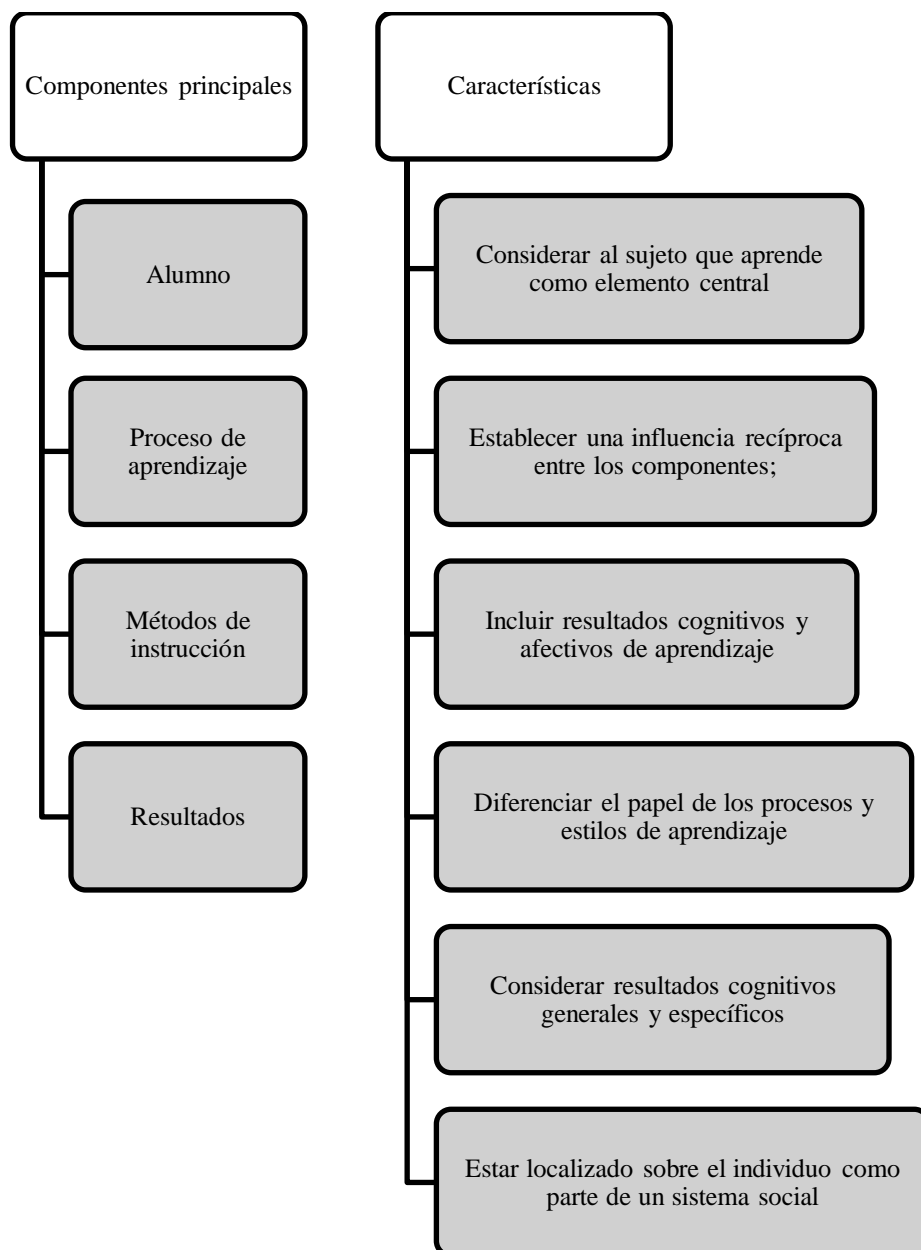 Componentes principales
Alumno
Proceso de
aprendizaje
Métodos de
instrucción
Resultados
Caracterísficas
Considerar al sujeto que aprende
como elemento central
Establecer una influencia recíproca
entre los componentes;
Incluir resultados cognitivos y
afectivos de aprendizaje
Diferenciar el papel de los procesos y
estilos de aprendizaje
Considerar resultados cognitivos
generales y específicos
Estar localizado sobre el individuo como
parte de un sistema social